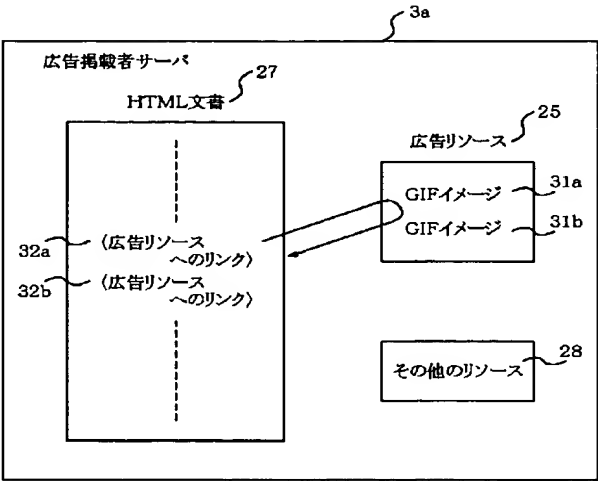 3a
広告掲載者サーバ
27
HTML文書
25
広告リソース
GIFイメージ
31a
GIFイメージ
31b
32a
〈広告リソース
へのリンク〉
32b
〈広告リソース
へのリンク〉
28
その他のリソース